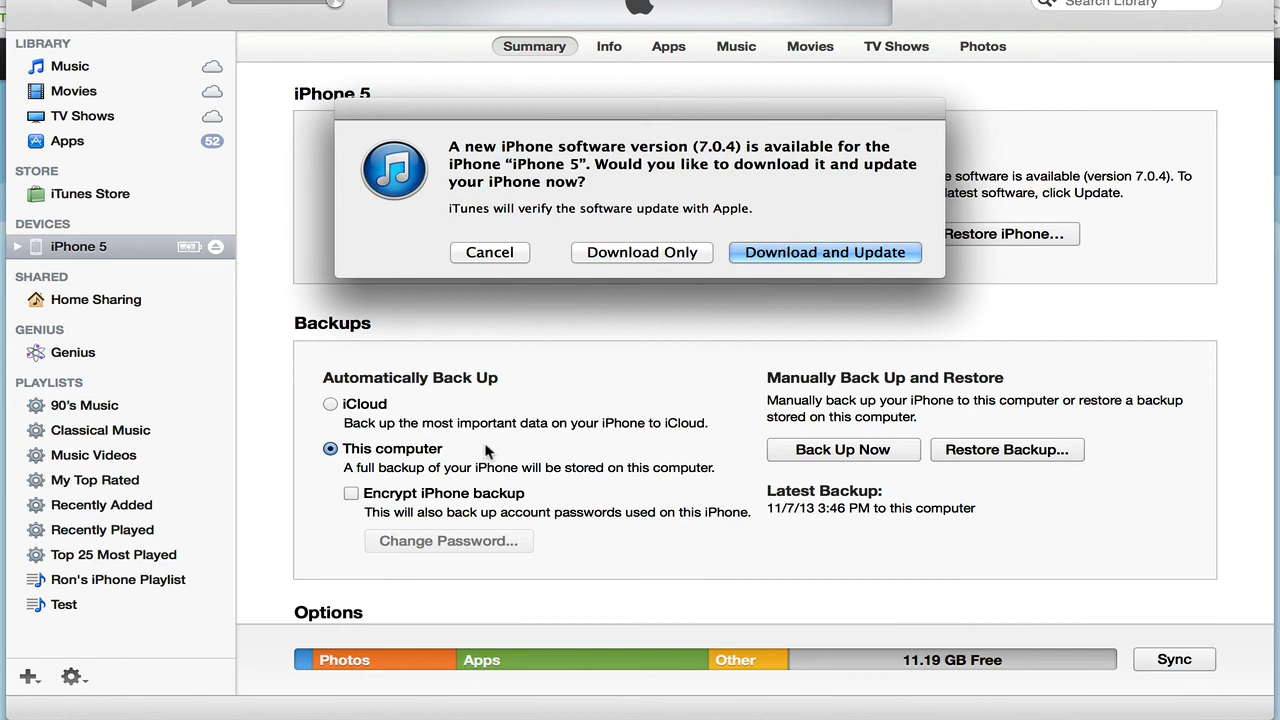 Search Library
LIBRARY
Music
Movies
TV Shows
Apps
52
STORE
iTunes Store
DEVICES
iPhone 5
SHARED
Home Sharing
GENIUS
Genius
PLAYLISTS
90's Music
Classical Music
Music Videos
My Top Rated
Recently Added
Recently Played
Top 25 Most Played
Ron's iPhone Playlist
Test
Summary
Info
Apps
Music
Movies
TV Shows
Photos
iPhone 5
A new iPhone software version (7.0.4) is available for the
iPhone “iPhone 5”. Would you like to download it and update
your iPhone now?
iTunes will verify the software update with Apple.
Cancel
Download Only
Download and Update
software is available (version 7.0.4). To
latest software, click Update.
Restore iPhone...
Backups
Automatically Back Up
iCloud
Back up the most important data on your iPhone to iCloud.
This computer
A full backup of your iPhone will be stored on this computer.
Encrypt iPhone backup
This will also back up account passwords used on this iPhone.
Change Password...
Manually Back Up and Restore
Manually back up your iPhone to this computer or restore a backup
stored on this computer.
Back Up Now
Restore Backup...
Latest Backup:
11/7/13 3:46 PM to this computer
Options
Photos
Apps
Other
11.19 GB Free
Sync